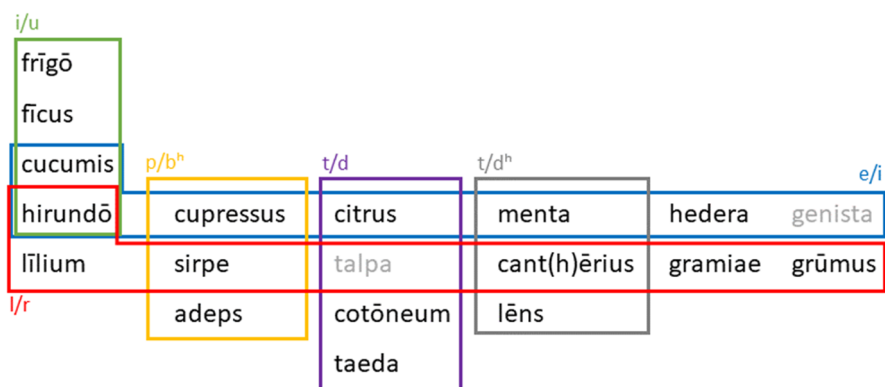 i/u
frīgō
fīcus
cucumis p/bʰ t/d t/dʰ e/i
hirundō cupressus citrus menta hedera genista
līlium sirpe talpa cant(h)ērius gramiae grūmus
l/r adeps cotōneum lēns
taeda